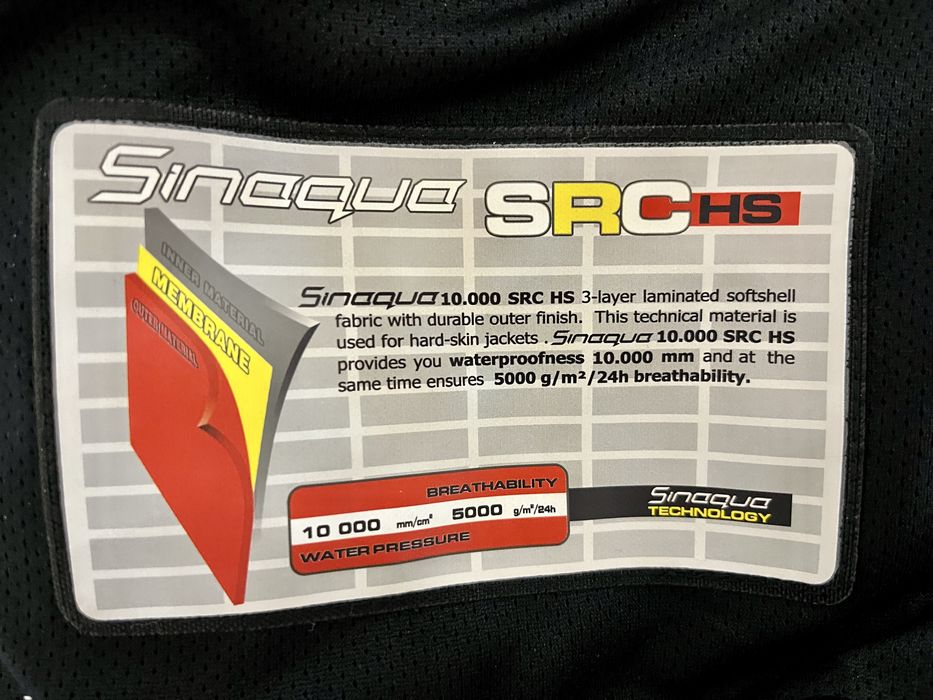 Sinaqua SRC HS
INNER MATERIAL
MEMBRANE
OUTER MATERIAL
Sinaqua 10.000 SRC HS 3-layer laminated softshell
fabric with durable outer finish. This technical material is
used for hard-skin jackets . Sinaqua 10.000 SRC HS
provides you waterproofness 10.000 mm and at the
same time ensures 5000 g/m²/24h breathability.
BREATHABILITY
10 000 mm/cm² 5000 g/m²/24h
WATER PRESSURE
Sinaqua
TECHNOLOGY